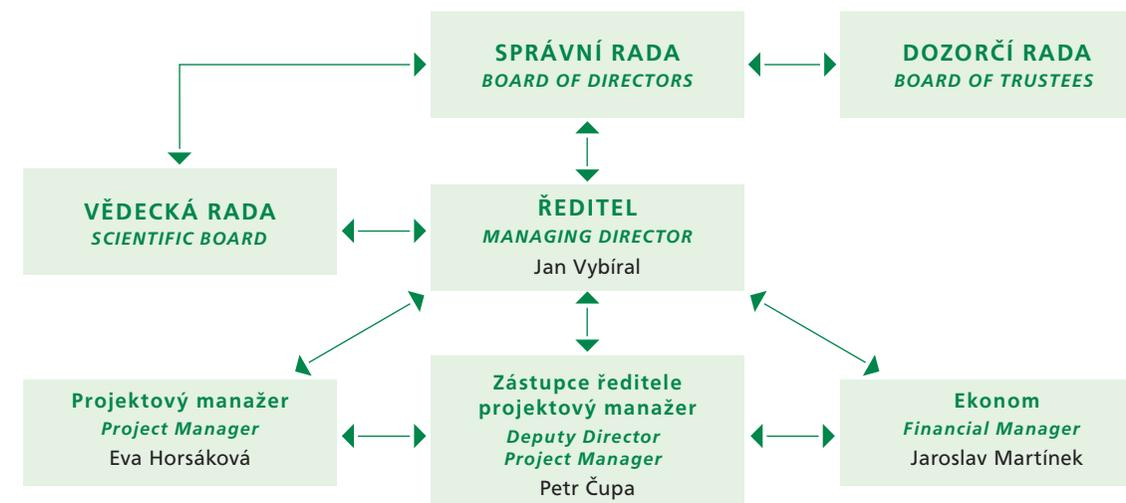 SPRÁVNÍ RADA
BOARD OF DIRECTORS
DOZORČÍ RADA
BOARD OF TRUSTEES
VĚDECKÁ RADA
SCIENTIFIC BOARD
ŘEDITEL
MANAGING DIRECTOR
Jan Vybíral
Projektový manažer
Project Manager
Eva Horsáková
Zástupce ředitele
projektový manažer
Deputy Director
Project Manager
Petr Čupa
Ekonom
Financial Manager
Jaroslav Martínek